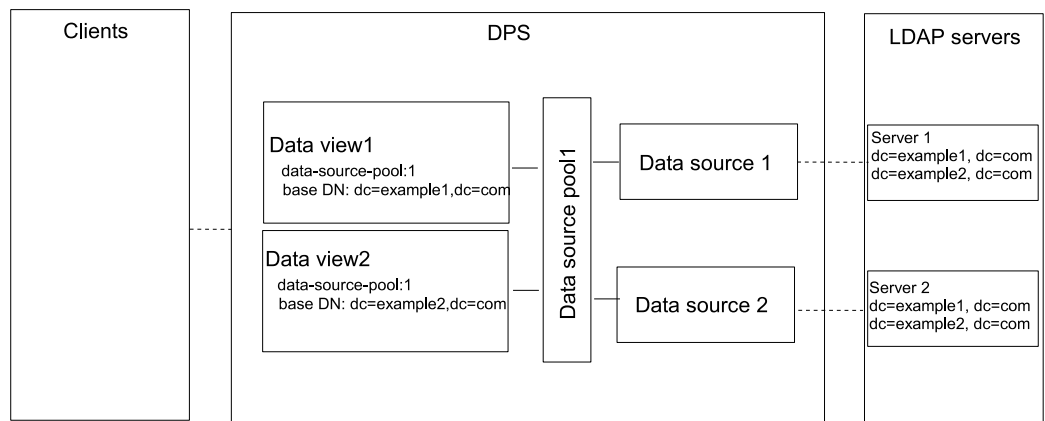 Clients
DPS
LDAP servers
Data view1
data-source-pool:1
base DN: dc=example1,dc=com
Data view2
data-source-pool:1
base DN: dc=example2,dc=com
Data source pool1
Data source 1
Data source 2
Server 1
dc=example1, dc=com
dc=example2, dc=com
Server 2
dc=example1, dc=com
dc=example2, dc=com